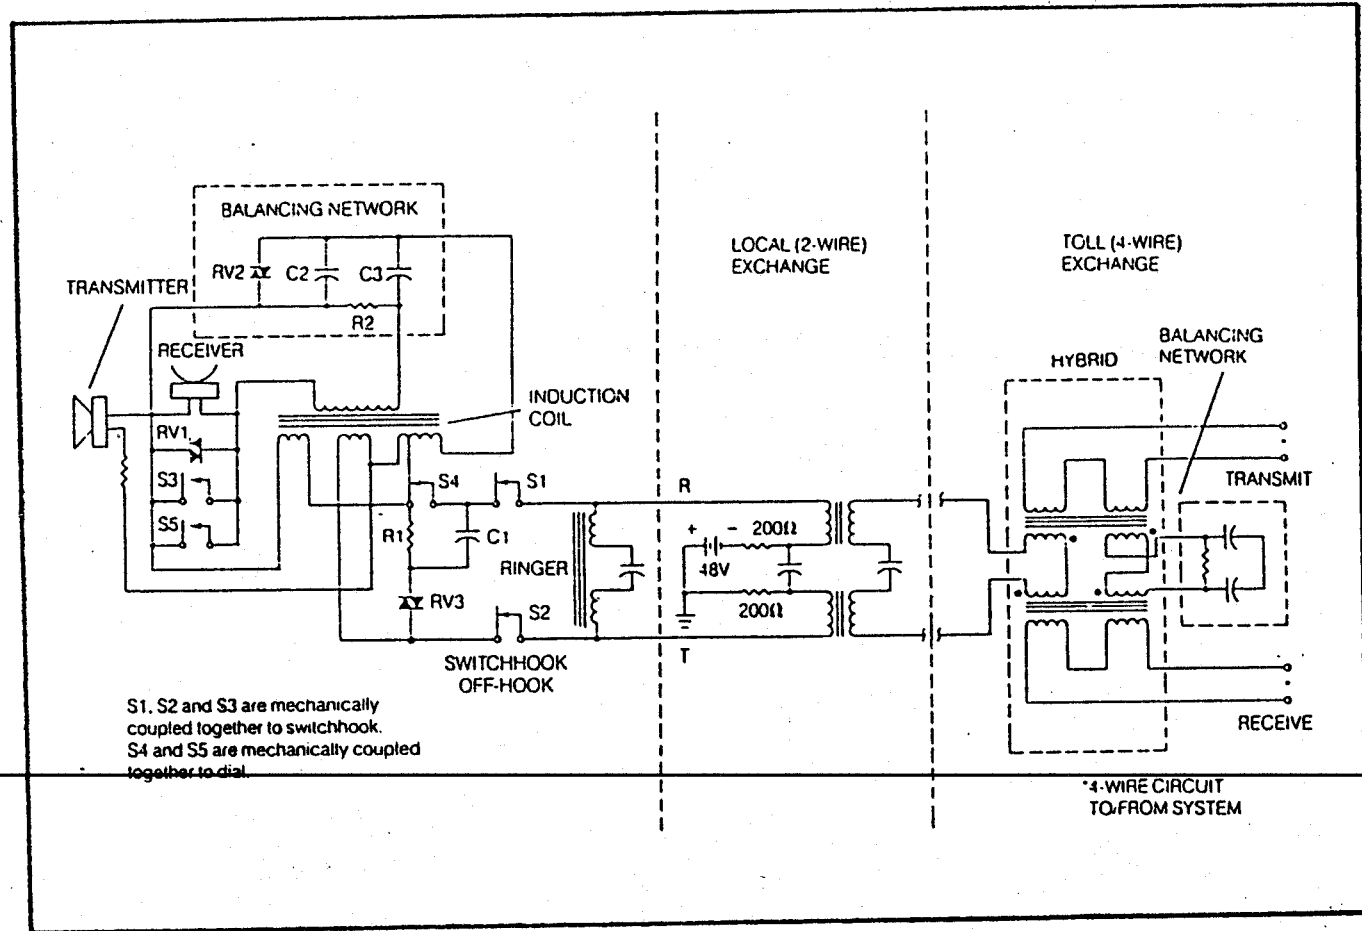 BALANCING NETWORK
RV2
C2
C3
R2
TRANSMITTER
RECEIVER
RV1
S3
S5
INDUCTION
COIL
S4
S1
R1
C1
RV3
RINGER
S2
SWITCHHOOK
OFF-HOOK
S1, S2 and S3 are mechanically
coupled together to switchhook.
S4 and S5 are mechanically coupled
together to dial.
LOCAL (2-WIRE)
EXCHANGE
R
+ −
200Ω
48V
200Ω
T
TOLL (4-WIRE)
EXCHANGE
BALANCING
NETWORK
HYBRID
TRANSMIT
RECEIVE
*4-WIRE CIRCUIT
TO/FROM SYSTEM